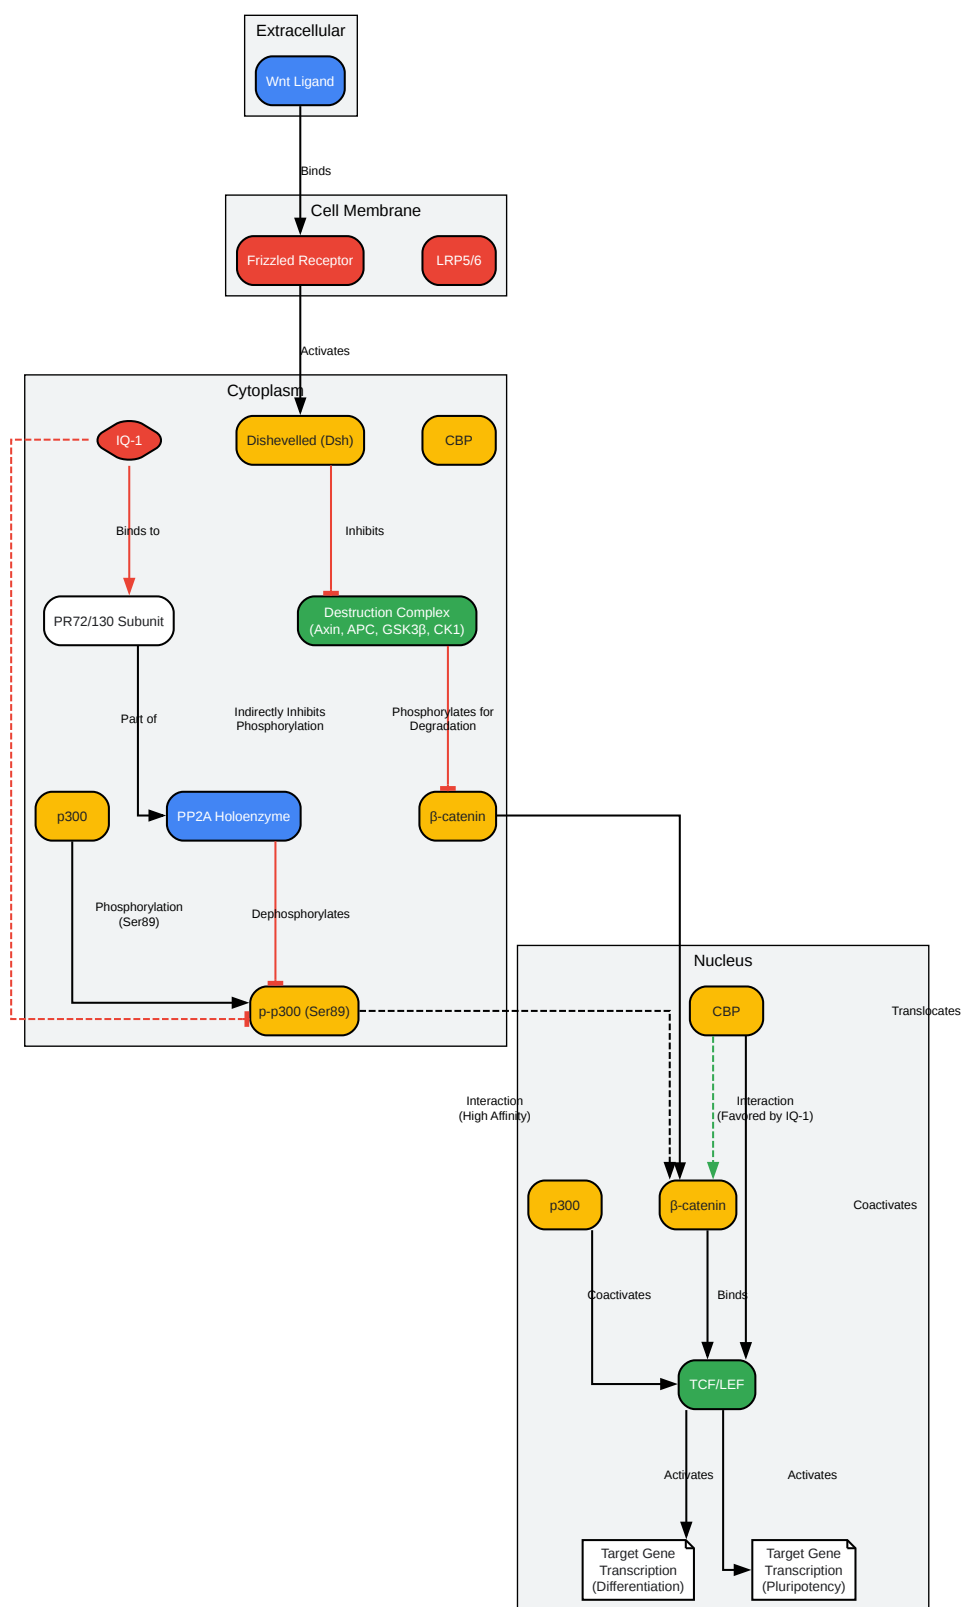 Extracellular
Wnt Ligand
Binds
Cell Membrane
Frizzled Receptor
LRP5/6
Activates
Cytoplasm
IQ-1
Dishevelled (Dsh)
CBP
Binds to
Inhibits
PR72/130 Subunit
Destruction Complex
(Axin, APC, GSK3β, CK1)
Part of
Indirectly Inhibits
Phosphorylation
Phosphorylates for
Degradation
p300
PP2A Holoenzyme
β-catenin
Phosphorylation
(Ser89)
Dephosphorylates
p-p300 (Ser89)
Nucleus
CBP
Translocates
Interaction
(High Affinity)
Interaction
(Favored by IQ-1)
p300
β-catenin
Coactivates
Coactivates
Binds
TCF/LEF
Activates
Activates
Target Gene
Transcription
(Differentiation)
Target Gene
Transcription
(Pluripotency)